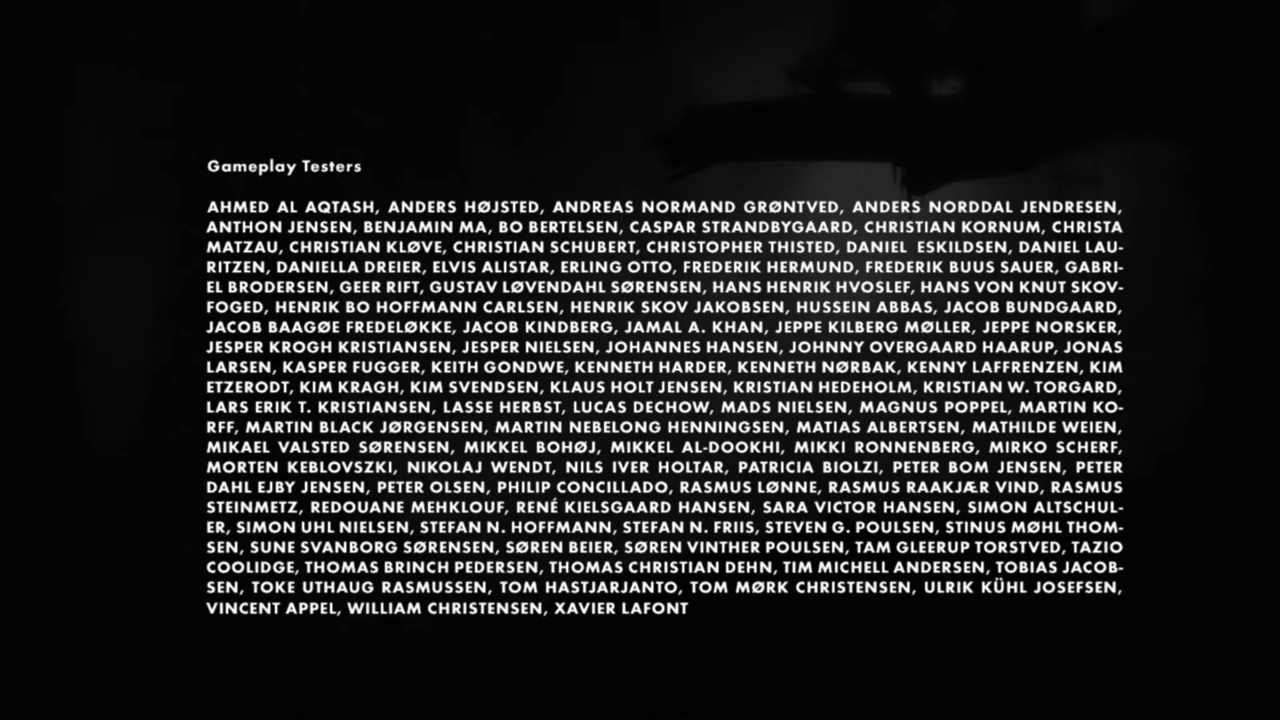 Gameplay Testers
AHMED AL AQTASH, ANDERS HØJSTED, ANDREAS NORMAND GRØNTVED, ANDERS NORDDAL JENDRESEN,
ANTHON JENSEN, BENJAMIN MA, BO BERTELSEN, CASPAR STRANDBYGAARD, CHRISTIAN KORNUM, CHRISTA
MATZAU, CHRISTIAN KLØVE, CHRISTIAN SCHUBERT, CHRISTOPHER THISTED, DANIEL ESKILDSEN, DANIEL LAU-
RITZEN, DANIELLA DREIER, ELVIS ALISTAR, ERLING OTTO, FREDERIK HERMUND, FREDERIK BUUS SAUER, GABRI-
EL BRODERSEN, GEER RIFT, GUSTAV LØVENDAHL SØRENSEN, HANS HENRIK HVOSLEF, HANS VON KNUT SKOV-
FOGED, HENRIK BO HOFFMANN CARLSEN, HENRIK SKOV JAKOBSEN, HUSSEIN ABBAS, JACOB BUNDGAARD,
JACOB BAAGØE FREDELØKKE, JACOB KINDBERG, JAMAL A. KHAN, JEPPE KILBERG MØLLER, JEPPE NORSKER,
JESPER KROGH KRISTIANSEN, JESPER NIELSEN, JOHANNES HANSEN, JOHNNY OVERGAARD HAARUP, JONAS
LARSEN, KASPER FUGGER, KEITH GONDWE, KENNETH HARDER, KENNETH NØRBAK, KENNY LAFFRENZEN, KIM
ETZERODT, KIM KRAGH, KIM SVENDSEN, KLAUS HOLT JENSEN, KRISTIAN HEDEHOLM, KRISTIAN W. TORGARD,
LARS ERIK T. KRISTIANSEN, LASSE HERBST, LUCAS DECHOW, MADS NIELSEN, MAGNUS POPPEL, MARTIN KO-
RFF, MARTIN BLACK JØRGENSEN, MARTIN NEBELONG HENNINGSEN, MATIAS ALBERTSEN, MATHILDE WEIEN,
MIKAEL VALSTED SØRENSEN, MIKKEL BOHØJ, MIKKEL AL-DOOKHI, MIKKI RONNENBERG, MIRKO SCHERF,
MORTEN KEBLOVSZKI, NIKOLAJ WENDT, NILS IVER HOLTAR, PATRICIA BIOLZI, PETER BOM JENSEN, PETER
DAHL EJBY JENSEN, PETER OLSEN, PHILIP CONCILLADO, RASMUS LØNNE, RASMUS RAAKJÆR VIND, RASMUS
STEINMETZ, REDOUANE MEHKLOUF, RENÉ KIELSGAARD HANSEN, SARA VICTOR HANSEN, SIMON ALTSCHUL-
ER, SIMON UHL NIELSEN, STEFAN N. HOFFMANN, STEFAN N. FRIIS, STEVEN G. POULSEN, STINUS MØHL THOM-
SEN, SUNE SVANBORG SØRENSEN, SØREN BEIER, SØREN VINTHER POULSEN, TAM GLEERUP TORSTVED, TAZIO
COOLIDGE, THOMAS BRINCH PEDERSEN, THOMAS CHRISTIAN DEHN, TIM MICHELL ANDERSEN, TOBIAS JACOB-
SEN, TOKE UTHAUG RASMUSSEN, TOM HASTJARJANTO, TOM MØRK CHRISTENSEN, ULRIK KÜHL JOSEFSEN,
VINCENT APPEL, WILLIAM CHRISTENSEN, XAVIER LAFONT